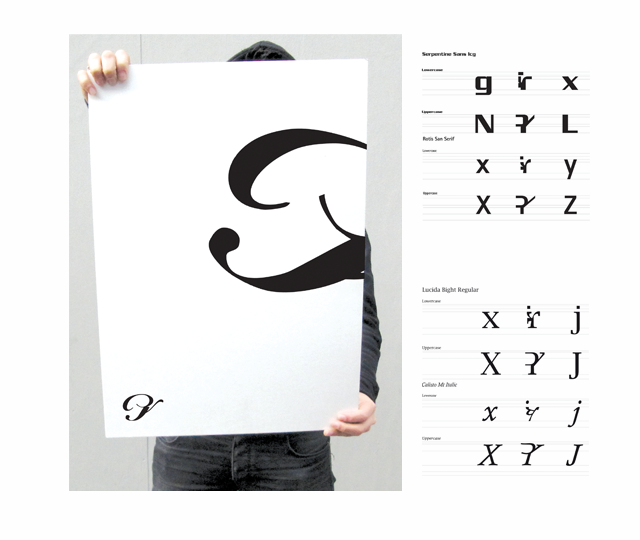 Serpentine Sans Icg
Lowercase
g x
Uppercase
N L
Rotis San Serif
Lowercase
x y
Uppercase
X Z
Lucida Bight Regular
Lowercase
x j
Uppercase
X J
Calisto Mt Italic
Lowercase
x j
Uppercase
X J